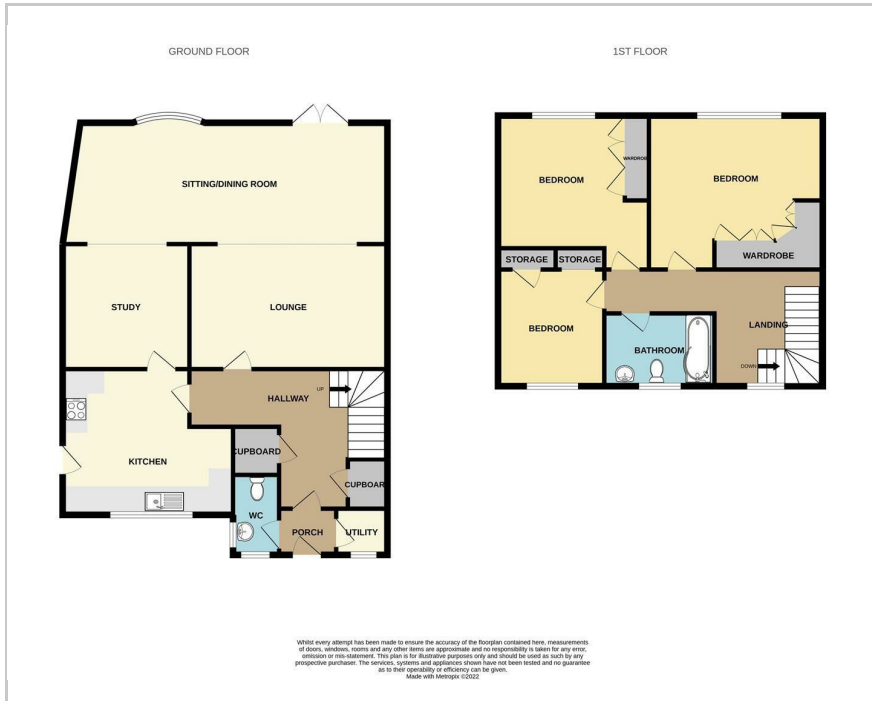 GROUND FLOOR
SITTING/DINING ROOM
STUDY
LOUNGE
HALLWAY
UP
KITCHEN
CUPBOARD
CUPBOAR
WC
PORCH
UTILITY
1ST FLOOR
BEDROOM
WARDROB
BEDROOM
WARDROBE
STORAGE
STORAGE
BEDROOM
BATHROOM
LANDING
DOWN
Whilst every attempt has been made to ensure the accuracy of the floorplan contained here, measurements
of doors, windows, rooms and any other items are approximate and no responsibility is taken for any error,
omission or mis-statement. This plan is for illustrative purposes only and should be used as such by any
prospective purchaser. The services, systems and appliances shown have not been tested and no guarantee
as to their operability or efficiency can be given.
Made with Metropix ©2022